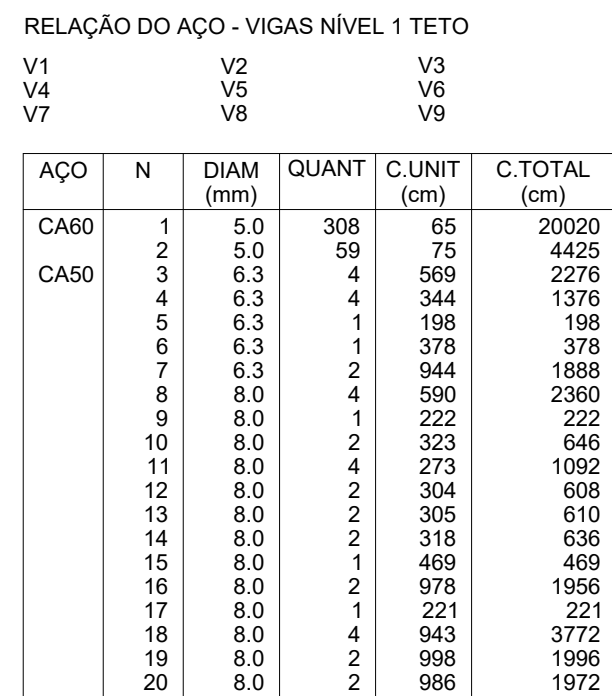 RELAÇÃO DO AÇO - VIGAS NÍVEL 1 TETO
V1 V2 V3
V4 V5 V6
V7 V8 V9
AÇO N DIAM QUANT C.UNIT C.TOTAL
(mm) (cm) (cm)
CA60 1 5.0 308 65 20020
2 5.0 59 75 4425
CA50 3 6.3 4 569 2276
4 6.3 4 344 1376
5 6.3 1 198 198
6 6.3 1 378 378
7 6.3 2 944 1888
8 8.0 4 590 2360
9 8.0 1 222 222
10 8.0 2 323 646
11 8.0 4 273 1092
12 8.0 2 304 608
13 8.0 2 305 610
14 8.0 2 318 636
15 8.0 1 469 469
16 8.0 2 978 1956
17 8.0 1 221 221
18 8.0 4 943 3772
19 8.0 2 998 1996
20 8.0 2 986 1972